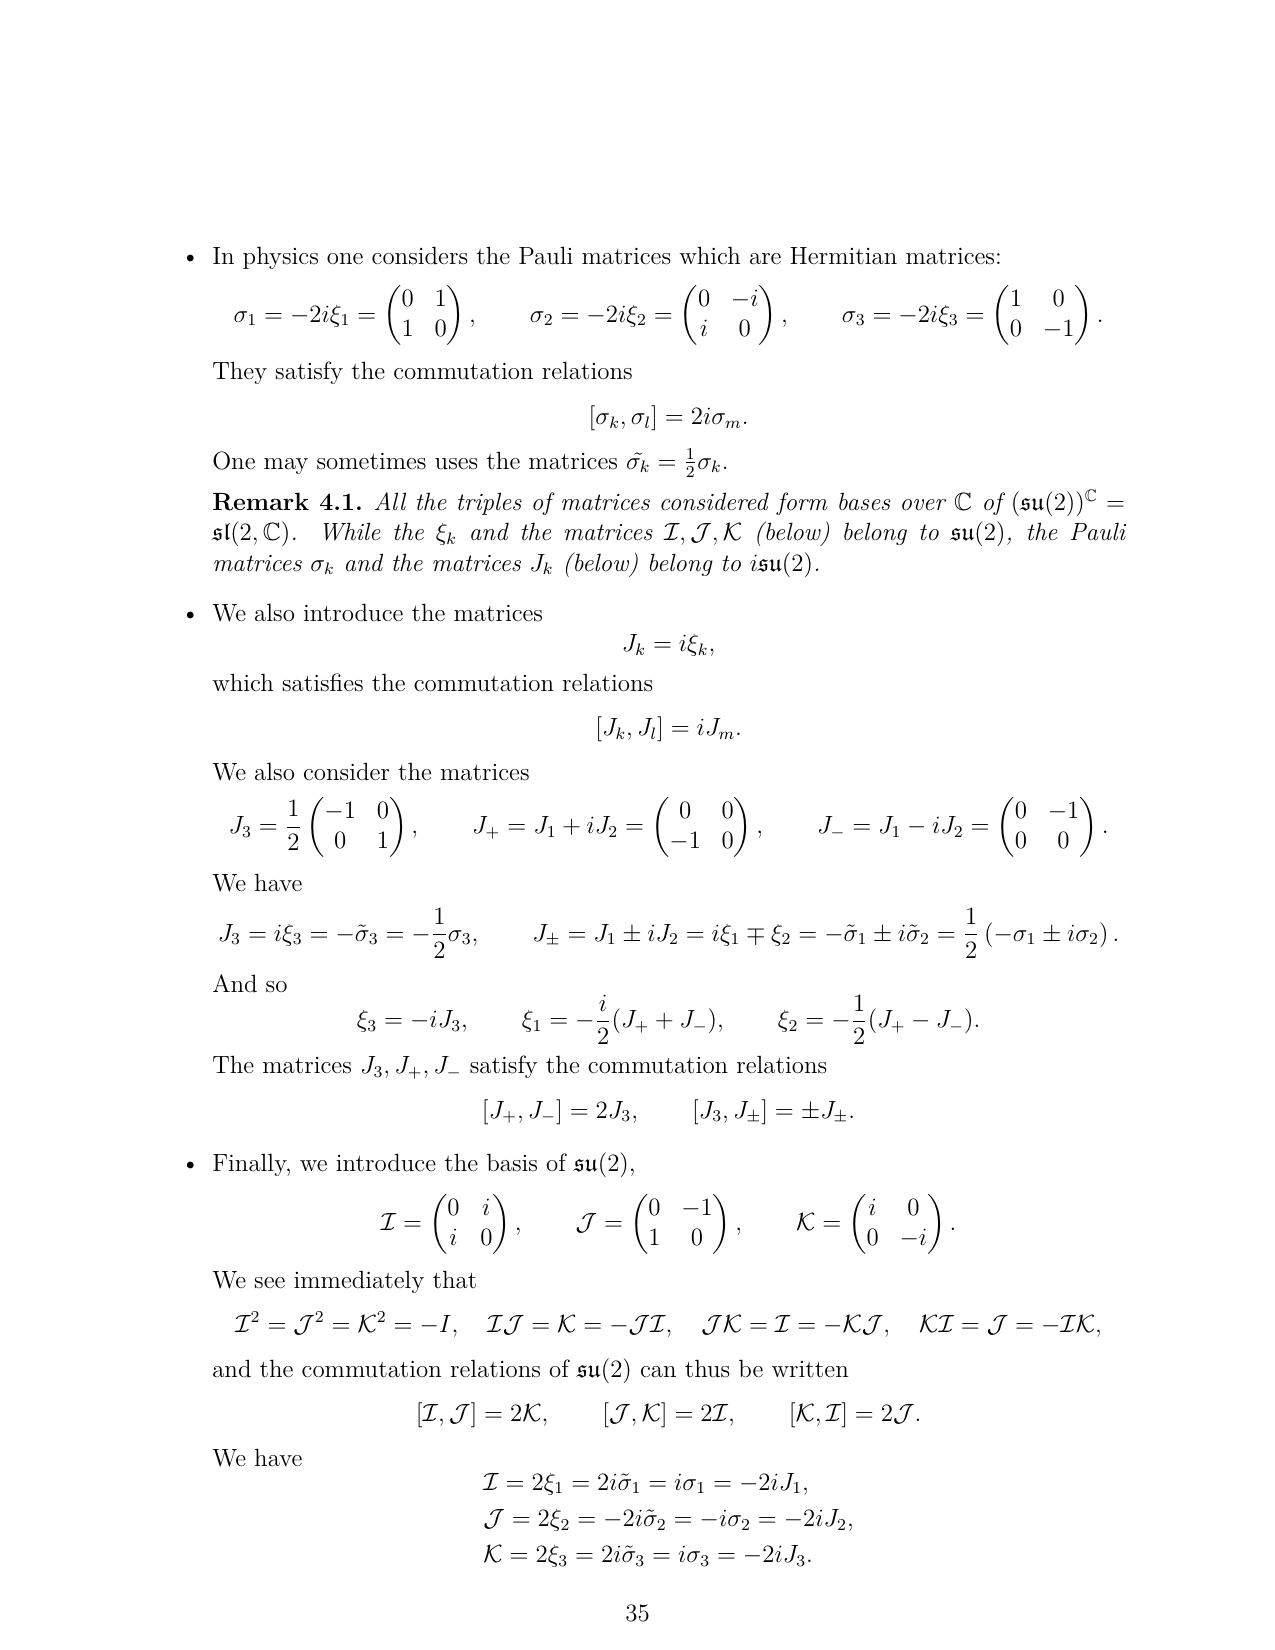 • In physics one considers the Pauli matrices which are Hermitian matrices:
$\sigma_1 = -2i\xi_1 = \begin{pmatrix} 0 & 1 \\ 1 & 0 \end{pmatrix}, \qquad \sigma_2 = -2i\xi_2 = \begin{pmatrix} 0 & -i \\ i & 0 \end{pmatrix}, \qquad \sigma_3 = -2i\xi_3 = \begin{pmatrix} 1 & 0 \\ 0 & -1 \end{pmatrix}.$
They satisfy the commutation relations
$[\sigma_k, \sigma_l] = 2i\sigma_m.$
One may sometimes uses the matrices $\tilde{\sigma_k} = \frac{1}{2}\sigma_k.$
Remark 4.1. All the triples of matrices considered form bases over $\mathbb{C}$ of $(\mathfrak{su}(2))^{\mathbb{C}} =$
$\mathfrak{sl}(2, \mathbb{C})$. While the $\xi_k$ and the matrices $\mathcal{I}, \mathcal{J}, \mathcal{K}$ (below) belong to $\mathfrak{su}(2)$, the Pauli
matrices $\sigma_k$ and the matrices $J_k$ (below) belong to $i\mathfrak{su}(2)$.
• We also introduce the matrices
$J_k = i\xi_k,$
which satisfies the commutation relations
$[J_k, J_l] = iJ_m.$
We also consider the matrices
$J_3 = \frac{1}{2} \begin{pmatrix} -1 & 0 \\ 0 & 1 \end{pmatrix}, \qquad J_+ = J_1 + iJ_2 = \begin{pmatrix} 0 & 0 \\ -1 & 0 \end{pmatrix}, \qquad J_- = J_1 - iJ_2 = \begin{pmatrix} 0 & -1 \\ 0 & 0 \end{pmatrix}.$
We have
$J_3 = i\xi_3 = -\tilde{\sigma}_3 = -\frac{1}{2}\sigma_3, \qquad J_\pm = J_1 \pm iJ_2 = i\xi_1 \mp \xi_2 = -\tilde{\sigma}_1 \pm i\tilde{\sigma}_2 = \frac{1}{2}(-\sigma_1 \pm i\sigma_2).$
And so
$\xi_3 = -iJ_3, \qquad \xi_1 = -\frac{i}{2}(J_+ + J_-), \qquad \xi_2 = -\frac{1}{2}(J_+ - J_-).$
The matrices $J_3, J_+, J_-$ satisfy the commutation relations
$[J_+, J_-] = 2J_3, \qquad [J_3, J_\pm] = \pm J_\pm.$
• Finally, we introduce the basis of $\mathfrak{su}(2)$,
$\mathcal{I} = \begin{pmatrix} 0 & i \\ i & 0 \end{pmatrix}, \qquad \mathcal{J} = \begin{pmatrix} 0 & -1 \\ 1 & 0 \end{pmatrix}, \qquad \mathcal{K} = \begin{pmatrix} i & 0 \\ 0 & -i \end{pmatrix}.$
We see immediately that
$\mathcal{I}^2 = \mathcal{J}^2 = \mathcal{K}^2 = -I, \quad \mathcal{I}\mathcal{J} = \mathcal{K} = -\mathcal{J}\mathcal{I}, \quad \mathcal{J}\mathcal{K} = \mathcal{I} = -\mathcal{K}\mathcal{J}, \quad \mathcal{K}\mathcal{I} = \mathcal{J} = -\mathcal{I}\mathcal{K},$
and the commutation relations of $\mathfrak{su}(2)$ can thus be written
$[\mathcal{I}, \mathcal{J}] = 2\mathcal{K}, \qquad [\mathcal{J}, \mathcal{K}] = 2\mathcal{I}, \qquad [\mathcal{K}, \mathcal{I}] = 2\mathcal{J}.$
We have
$\mathcal{I} = 2\xi_1 = 2i\tilde{\sigma}_1 = i\sigma_1 = -2iJ_1,$
$\mathcal{J} = 2\xi_2 = -2i\tilde{\sigma}_2 = -i\sigma_2 = -2iJ_2,$
$\mathcal{K} = 2\xi_3 = 2i\tilde{\sigma}_3 = i\sigma_3 = -2iJ_3.$
35